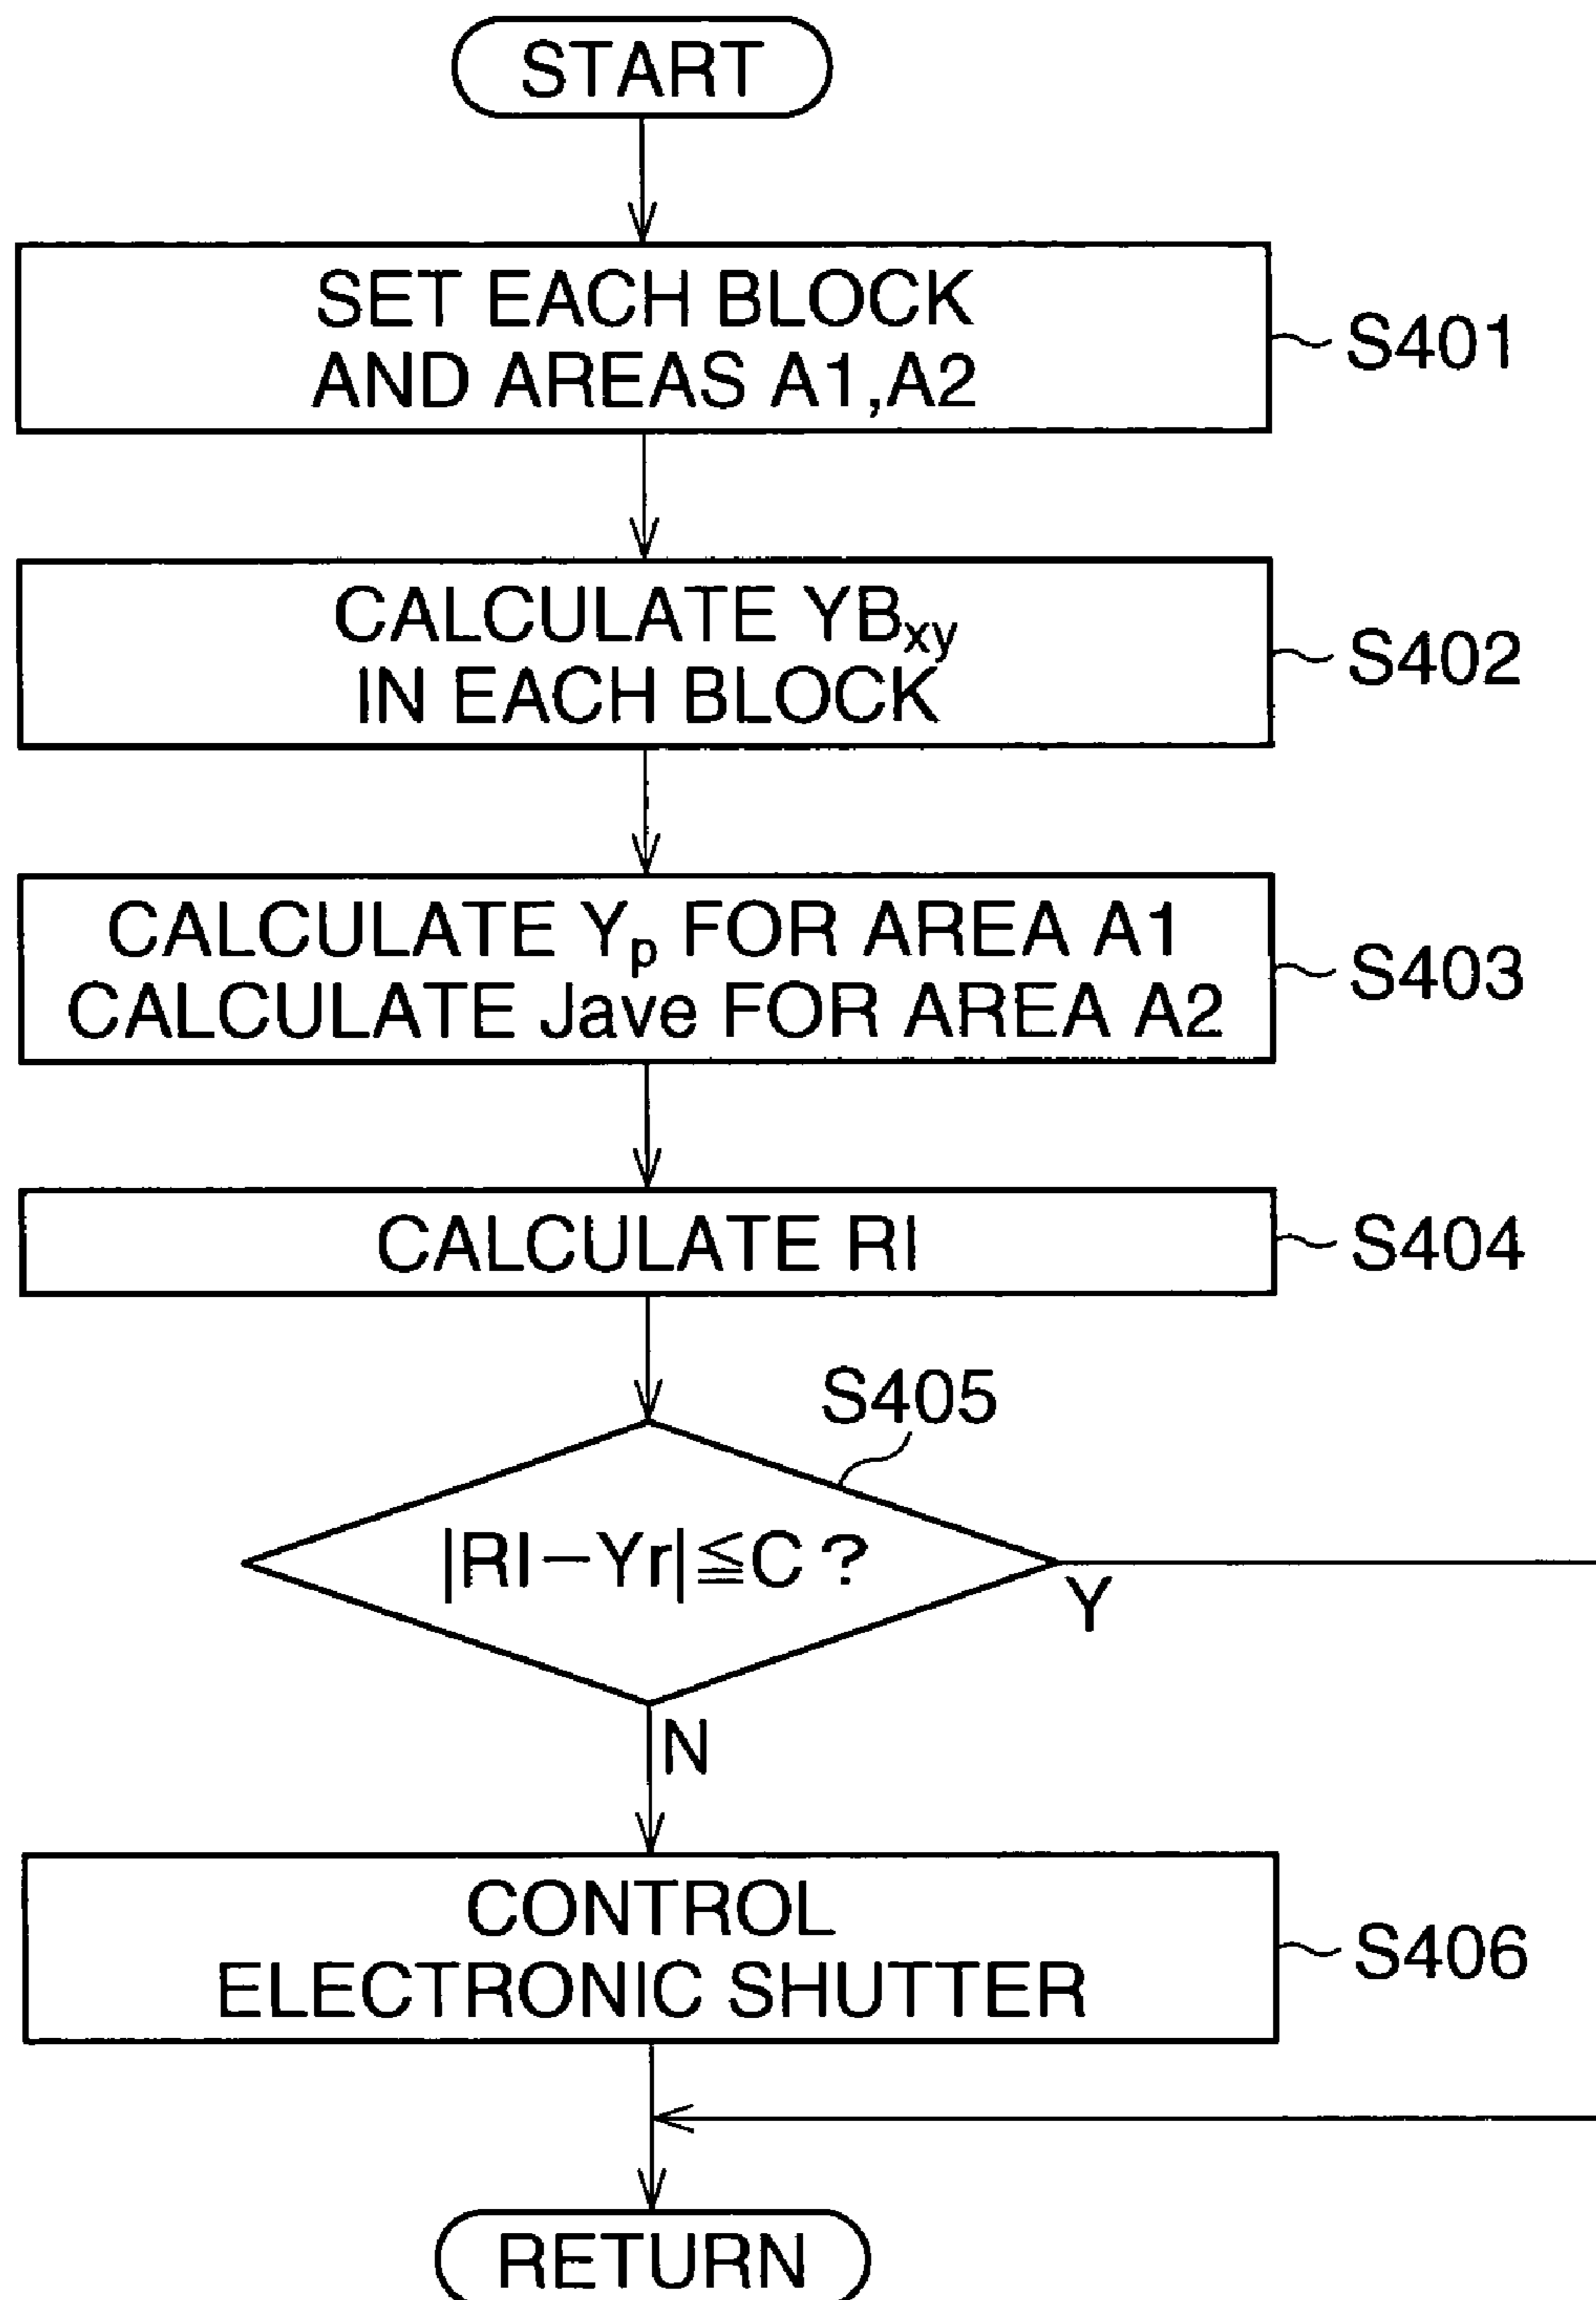 START
SET EACH BLOCK
AND AREAS A1,A2
S401
CALCULATE YBxy
IN EACH BLOCK
S402
CALCULATE Yp FOR AREA A1
CALCULATE Jave FOR AREA A2
S403
CALCULATE RI
S404
S405
|RI−Yr|≦C ?
Y
N
CONTROL
ELECTRONIC SHUTTER
S406
RETURN